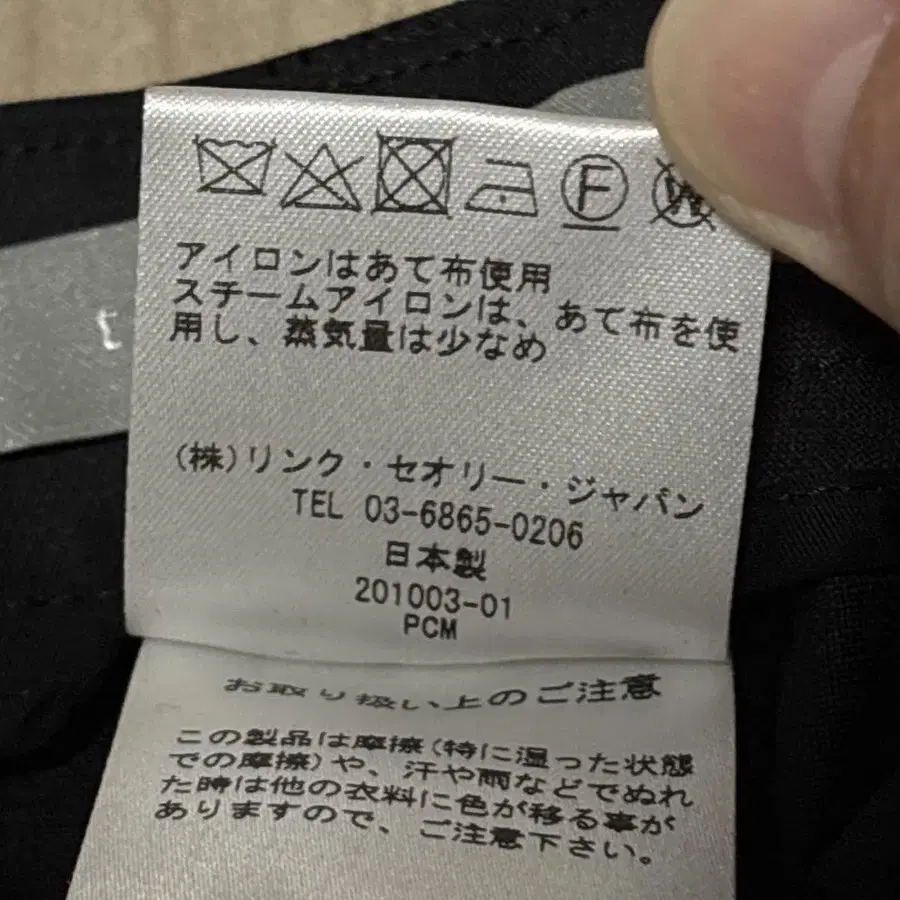 F W
アイロンはあて布使用
スチームアイロンは、あて布を使
用し、蒸気量は少なめ
(株)リンク・セオリー・ジャパン
TEL 03-6865-0206
日本製
201003-01
PCM
お取り扱い上のご注意
この製品は摩擦(特に湿った状態
での摩擦)や、汗や雨などでぬれ
た時は他の衣料に色が移る事が
ありますので、ご注意下さい。
t